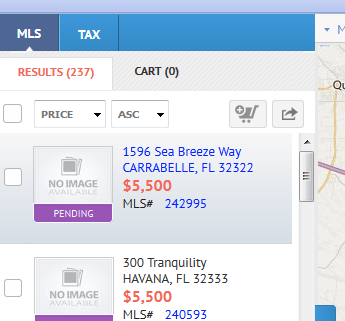 MLS TAX
M
RESULTS (237) CART (0)
Qu
PRICE ASC
NO IMAGE
AVAILABLE
PENDING
1596 Sea Breeze Way
CARRABELLE, FL 32322
$5,500
MLS# 242995
NO IMAGE
AVAILABLE
300 Tranquility
HAVANA, FL 32333
$5,500
MLS# 240593